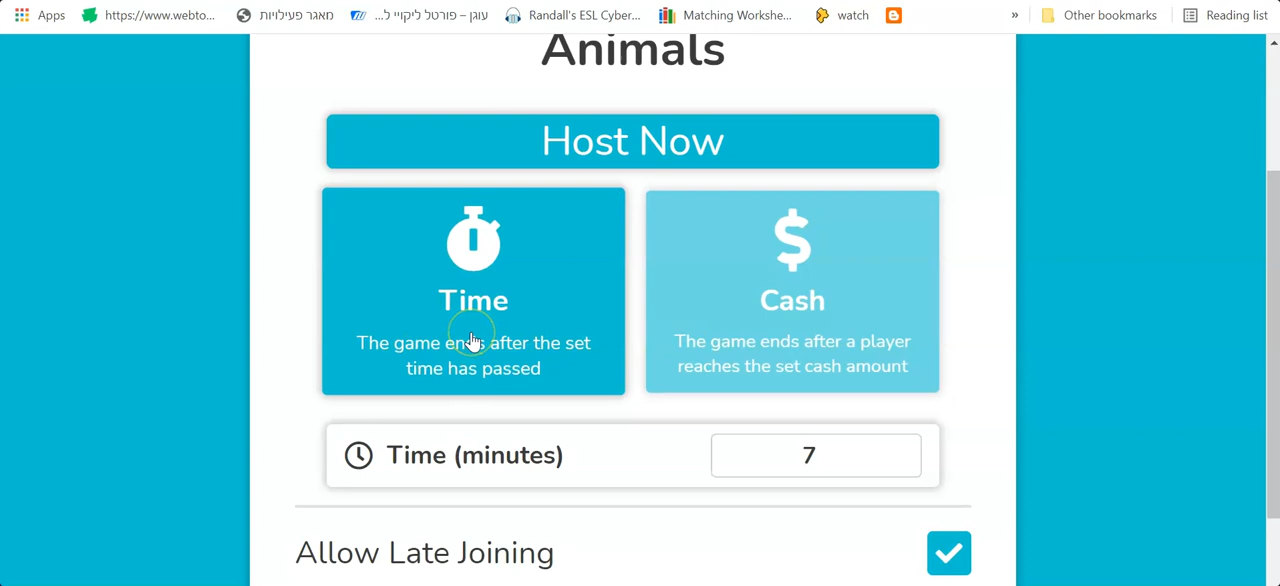 Apps https://www.webto... מאגר פעילויות עוגן – פורטל ליקויי ל... Randall's ESL Cyber... Matching Workshe... watch » Other bookmarks Reading list
Animals
Host Now
Time
The game ends after the set
time has passed
Cash
The game ends after a player
reaches the set cash amount
Time (minutes) 7
Allow Late Joining